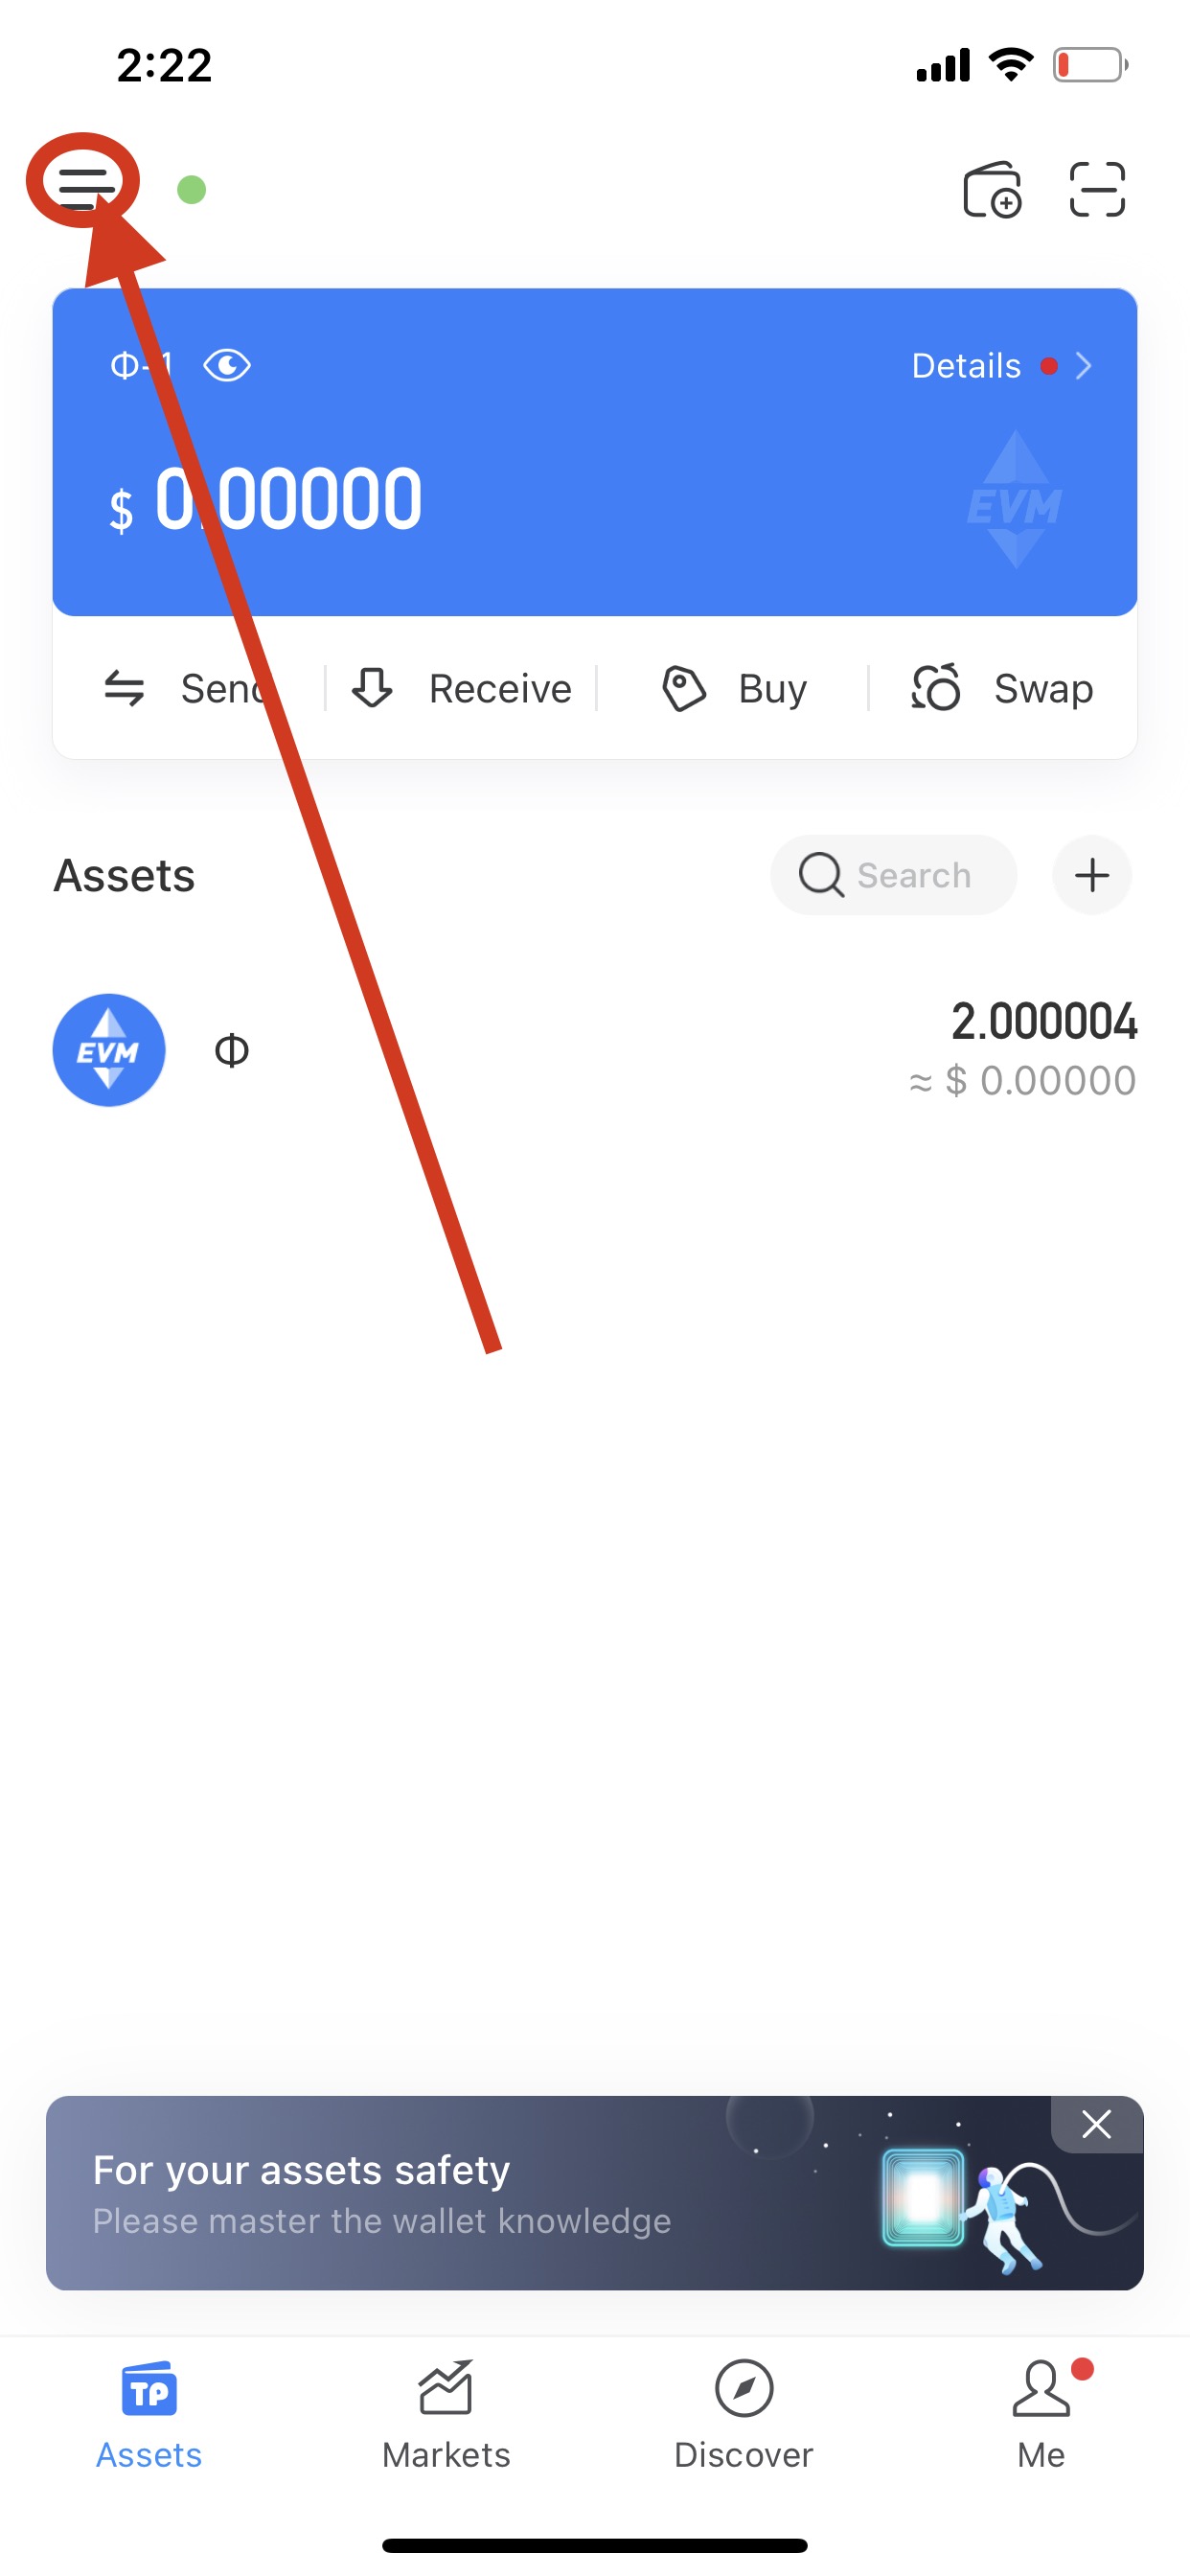 2:22
Φ-1
Details
$ 0.00000
EVM
Send
Receive
Buy
Swap
Assets
Search
EVM
Φ
2.000004
≈ $ 0.00000
For your assets safety
Please master the wallet knowledge
TP
Assets
Markets
Discover
Me